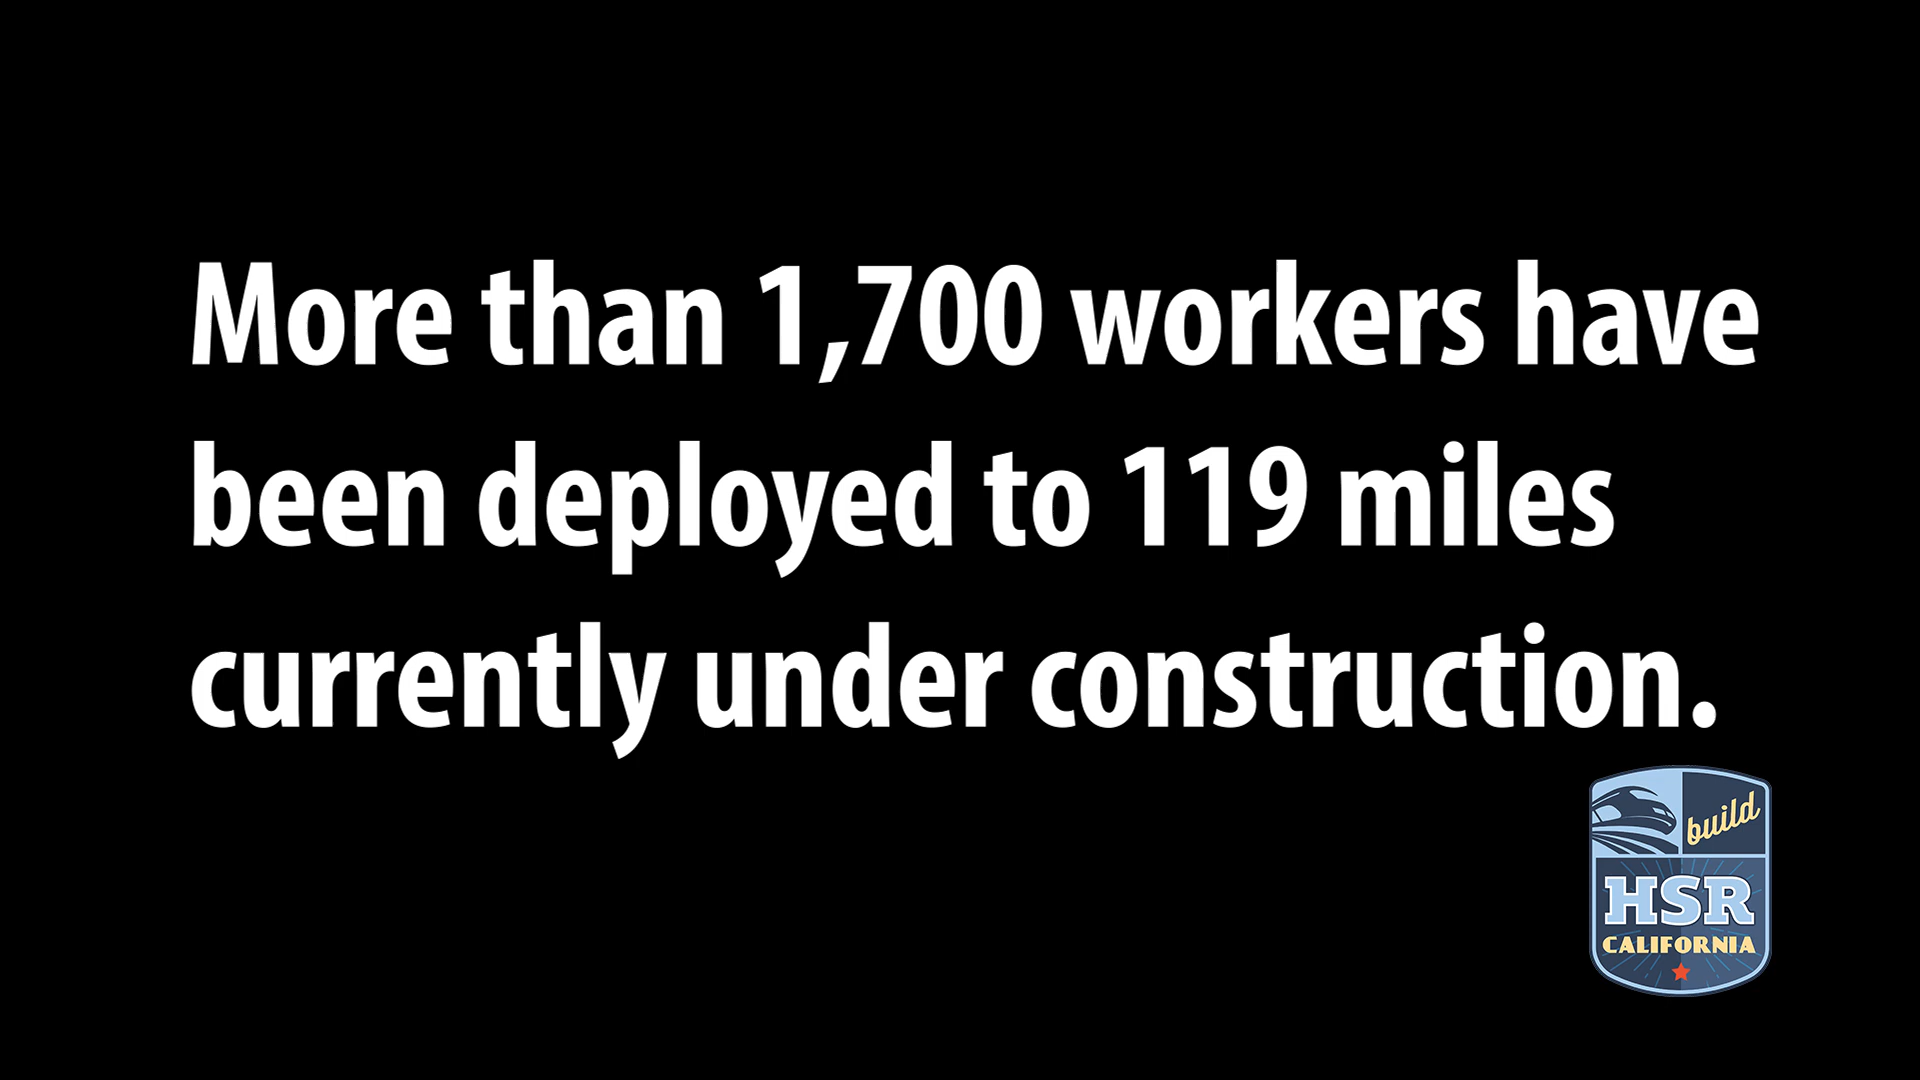 More than 1,700 workers have
been deployed to 119 miles
currently under construction.
build
HSR
CALIFORNIA